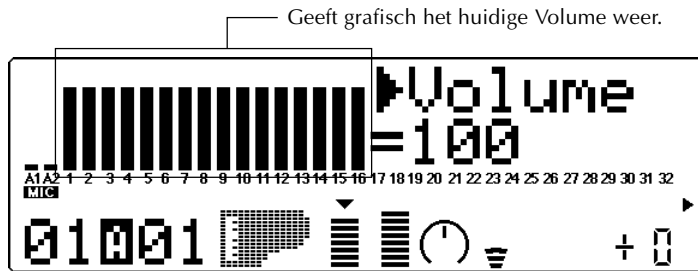 Geeft grafisch het huidige Volume weer.
Volume
=100
A1 A2 1 2 3 4 5 6 7 8 9 10 11 12 13 14 15 16 17 18 19 20 21 22 23 24 25 26 27 28 29 30 31 32
MIC
01A01
÷ 0